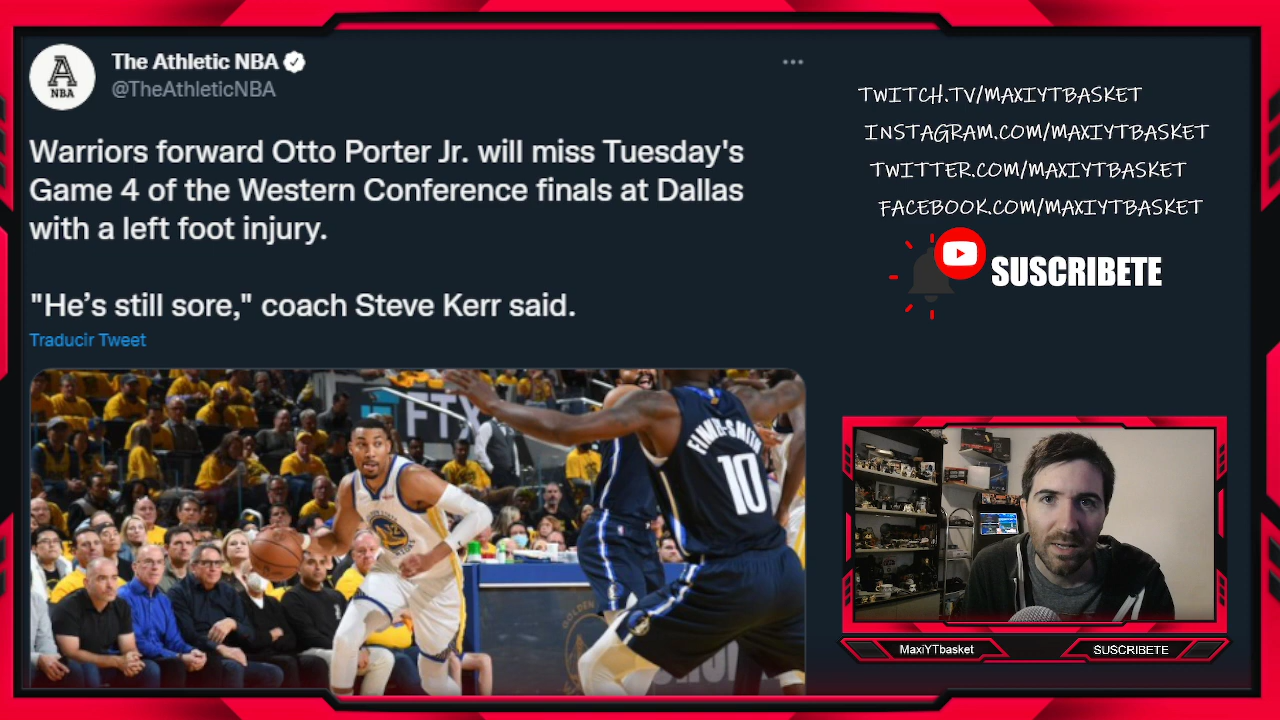 The Athletic NBA
@TheAthleticNBA
A
NBA
Warriors forward Otto Porter Jr. will miss Tuesday's
Game 4 of the Western Conference finals at Dallas
with a left foot injury.
"He’s still sore," coach Steve Kerr said.
Traducir Tweet
FTX
FINNEY-SMITH
10
TWITCH.TV/MAXIYTBASKET
INSTAGRAM.COM/MAXIYTBASKET
TWITTER.COM/MAXIYTBASKET
FACEBOOK.COM/MAXIYTBASKET
SUSCRIBETE
MaxiYTbasket
SUSCRIBETE